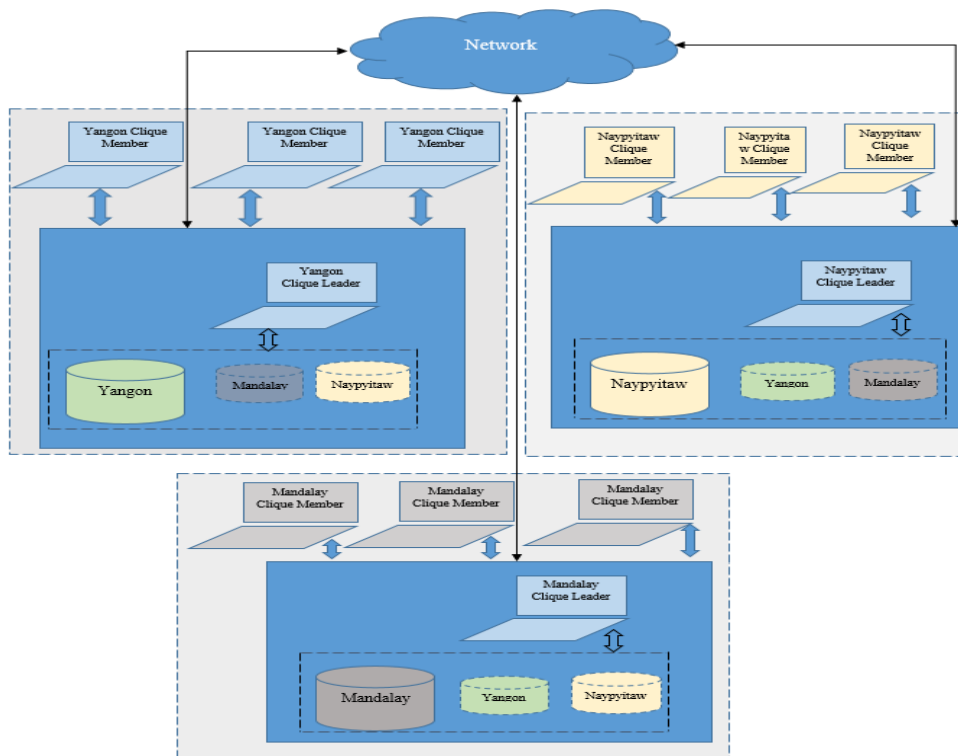 Network
Yangon Clique
Member
Yangon Clique
Member
Yangon Clique
Member
Naypyitaw
Clique
Member
Naypyita
w Clique
Member
Naypyitaw
Clique
Member
Yangon
Clique Leader
Yangon
Mandalay
Naypyitaw
Naypyitaw
Clique Leader
Naypyitaw
Yangon
Mandalay
Mandalay
Clique Member
Mandalay
Clique Member
Mandalay
Clique Member
Mandalay
Clique Leader
Mandalay
Yangon
Naypyitaw